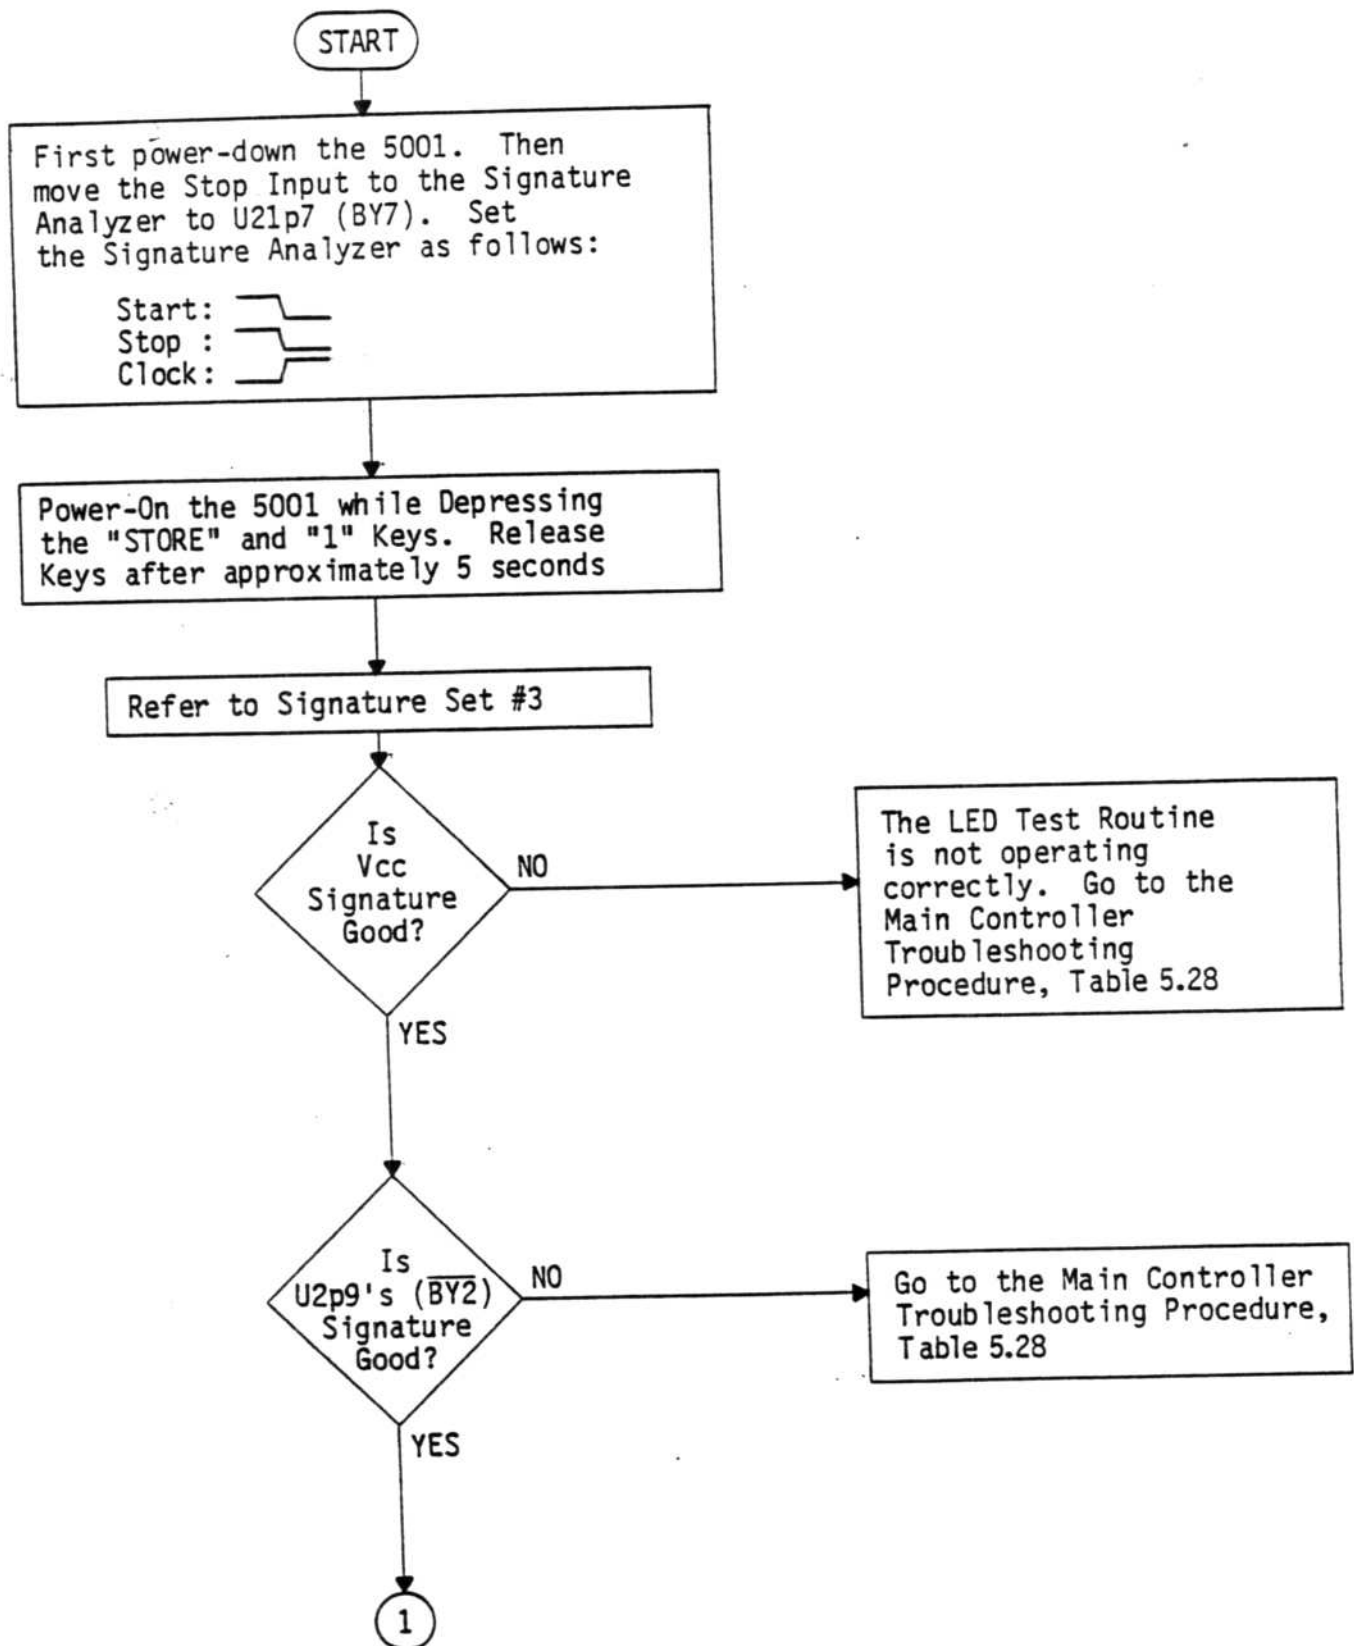 START
First power-down the 5001. Then
move the Stop Input to the Signature
Analyzer to U21p7 (BY7). Set
the Signature Analyzer as follows:
Start:
Stop :
Clock:
Power-On the 5001 while Depressing
the "STORE" and "1" Keys. Release
Keys after approximately 5 seconds
Refer to Signature Set #3
Is
Vcc
Signature
Good?
NO
The LED Test Routine
is not operating
correctly. Go to the
Main Controller
Troubleshooting
Procedure, Table 5.28
YES
Is
U2p9's (B̅Y̅2̅)
Signature
Good?
NO
Go to the Main Controller
Troubleshooting Procedure,
Table 5.28
YES
1